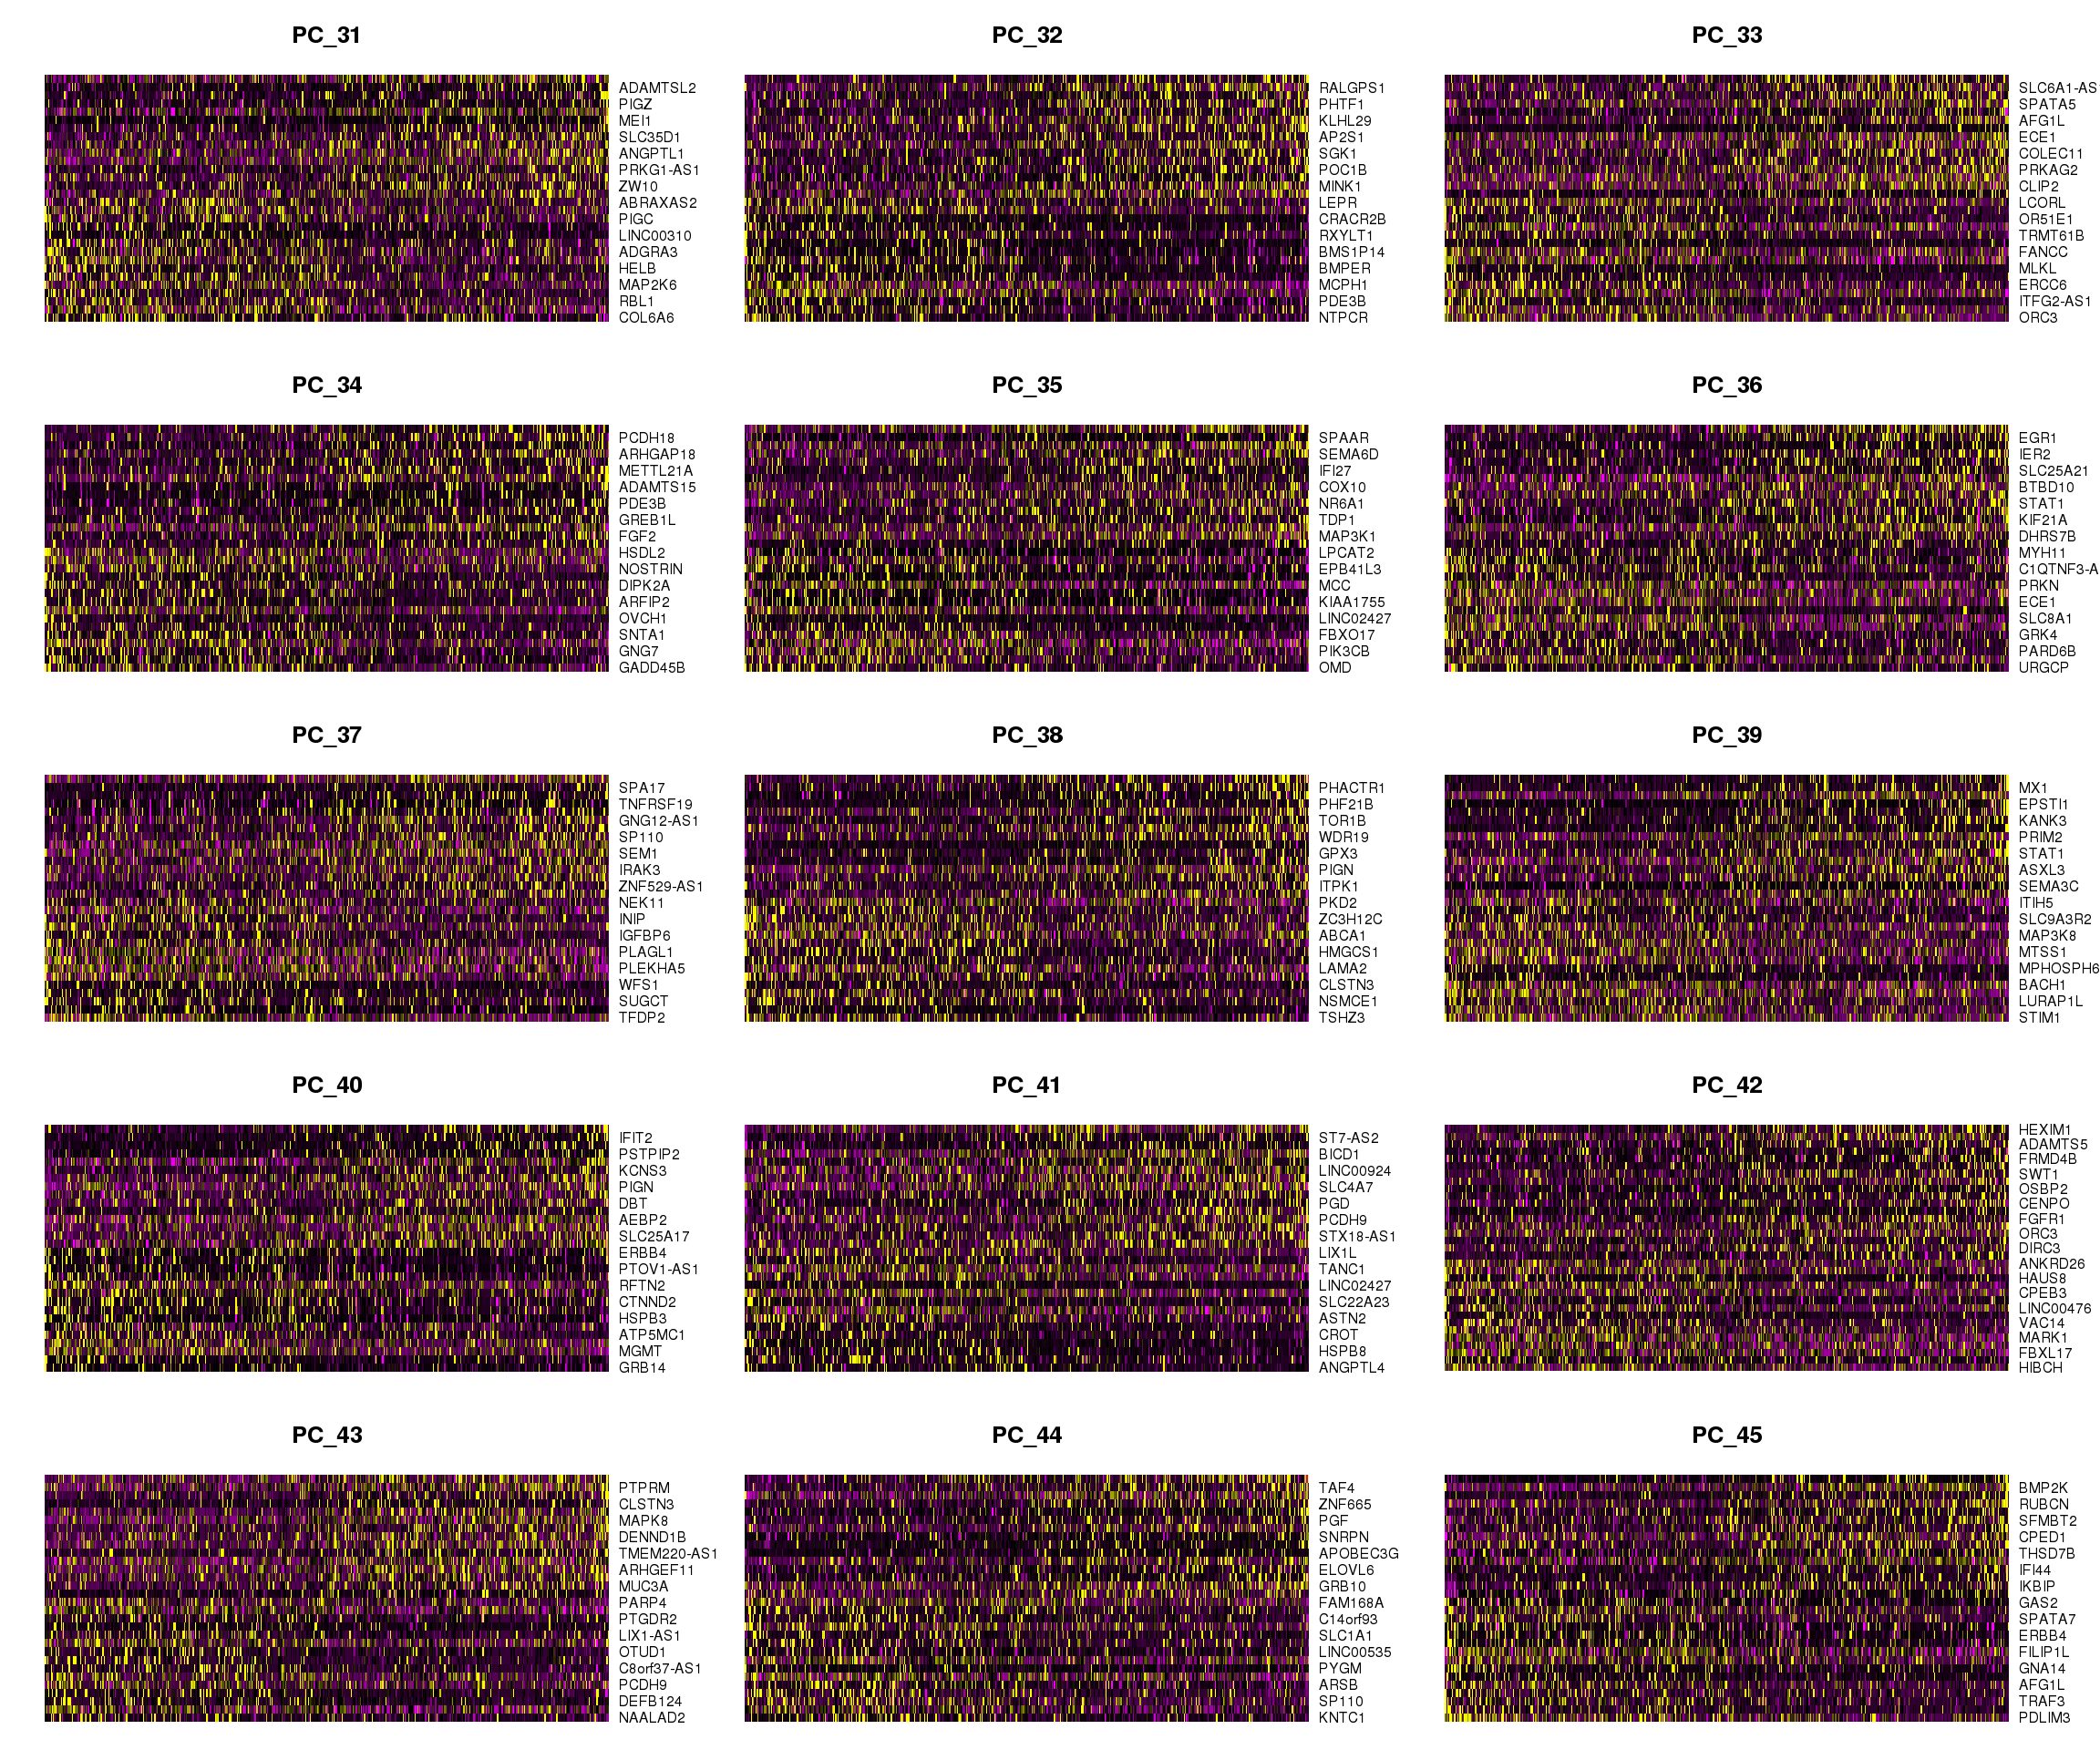 PC_31
ADAMTSL2
PIGZ
MEI1
SLC35D1
ANGPTL1
PRKG1-AS1
ZW10
ABRAXAS2
PIGC
LINC00310
ADGRA3
HELB
MAP2K6
RBL1
COL6A6
PC_32
RALGPS1
PHTF1
KLHL29
AP2S1
SGK1
POC1B
MINK1
LEPR
CRACR2B
RXYLT1
BMS1P14
BMPER
MCPH1
PDE3B
NTPCR
PC_33
SLC6A1-AS
SPATA5
AFG1L
ECE1
COLEC11
PRKAG2
CLIP2
LCORL
OR51E1
TRMT61B
FANCC
MLKL
ERCC6
ITFG2-AS1
ORC3
PC_34
PCDH18
ARHGAP18
METTL21A
ADAMTS15
PDE3B
GREB1L
FGF2
HSDL2
NOSTRIN
DIPK2A
ARFIP2
OVCH1
SNTA1
GNG7
GADD45B
PC_35
SPAAR
SEMA6D
IFI27
COX10
NR6A1
TDP1
MAP3K1
LPCAT2
EPB41L3
MCC
KIAA1755
LINC02427
FBXO17
PIK3CB
OMD
PC_36
EGR1
IER2
SLC25A21
BTBD10
STAT1
KIF21A
DHRS7B
MYH11
C1QTNF3-A
PRKN
ECE1
SLC8A1
GRK4
PARD6B
URGCP
PC_37
SPA17
TNFRSF19
GNG12-AS1
SP110
SEM1
IRAK3
ZNF529-AS1
NEK11
INIP
IGFBP6
PLAGL1
PLEKHA5
WFS1
SUGCT
TFDP2
PC_38
PHACTR1
PHF21B
TOR1B
WDR19
GPX3
PIGN
ITPK1
PKD2
ZC3H12C
ABCA1
HMGCS1
LAMA2
CLSTN3
NSMCE1
TSHZ3
PC_39
MX1
EPSTI1
KANK3
PRIM2
STAT1
ASXL3
SEMA3C
ITIH5
SLC9A3R2
MAP3K8
MTSS1
MPHOSPH6
BACH1
LURAP1L
STIM1
PC_40
IFIT2
PSTPIP2
KCNS3
PIGN
DBT
AEBP2
SLC25A17
ERBB4
PTOV1-AS1
RFTN2
CTNND2
HSPB3
ATP5MC1
MGMT
GRB14
PC_41
ST7-AS2
BICD1
LINC00924
SLC4A7
PGD
PCDH9
STX18-AS1
LIX1L
TANC1
LINC02427
SLC22A23
ASTN2
CROT
HSPB8
ANGPTL4
PC_42
HEXIM1
ADAMTS5
FRMD4B
SWT1
OSBP2
CENPO
FGFR1
ORC3
DIRC3
ANKRD26
HAUS8
CPEB3
LINC00476
VAC14
MARK1
FBXL17
HIBCH
PC_43
PTPRM
CLSTN3
MAPK8
DENND1B
TMEM220-AS1
ARHGEF11
MUC3A
PARP4
PTGDR2
LIX1-AS1
OTUD1
C8orf37-AS1
PCDH9
DEFB124
NAALAD2
PC_44
TAF4
ZNF665
PGF
SNRPN
APOBEC3G
ELOVL6
GRB10
FAM168A
C14orf93
SLC1A1
LINC00535
PYGM
ARSB
SP110
KNTC1
PC_45
BMP2K
RUBCN
SFMBT2
CPED1
THSD7B
IFI44
IKBIP
GAS2
SPATA7
ERBB4
FILIP1L
GNA14
AFG1L
TRAF3
PDLIM3